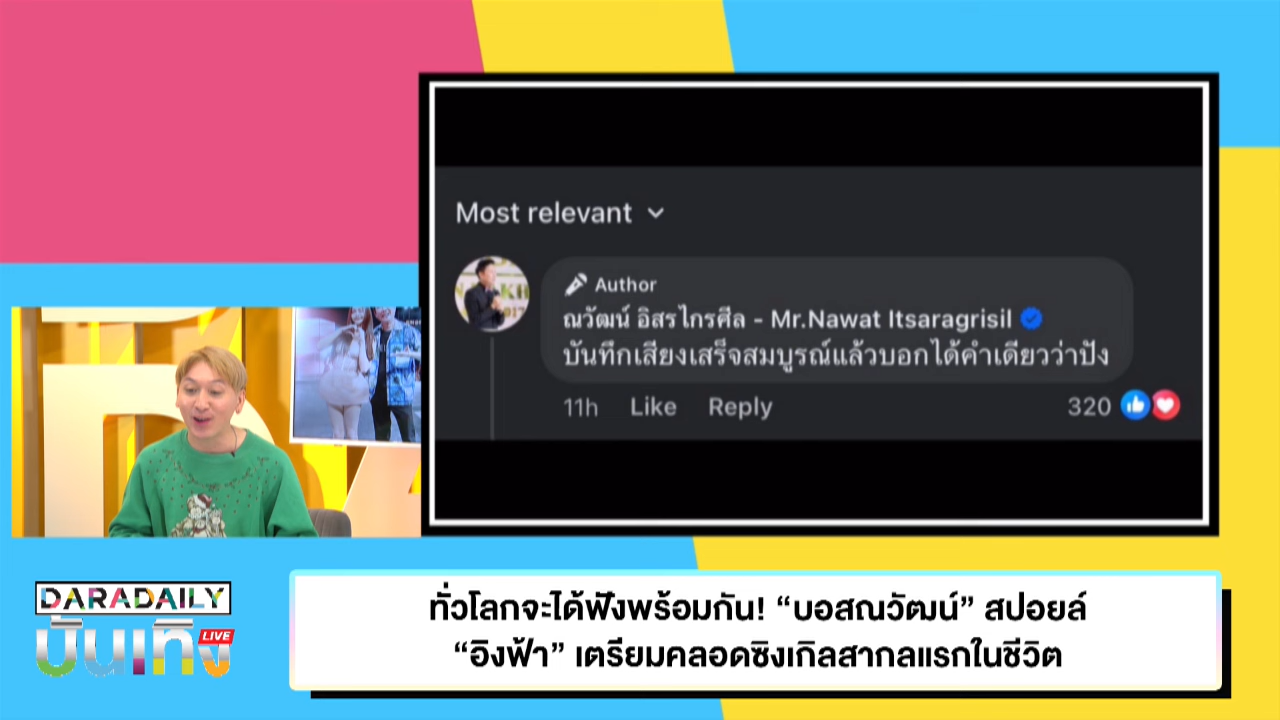 Most relevant
Author
ณวัฒน์ อิสรไกรศีล - Mr.Nawat Itsaragrisil
บันทึกเสียงเสร็จสมบูรณ์แล้วบอกได้คำเดียวว่าปัง
11h Like Reply 320
DARADAILY
บันเทิง LIVE
ทั่วโลกจะได้ฟังพร้อมกัน! “บอสณวัฒน์” สปอยล์
“อิงฟ้า” เตรียมคลอดซิงเกิลสากลแรกในชีวิต